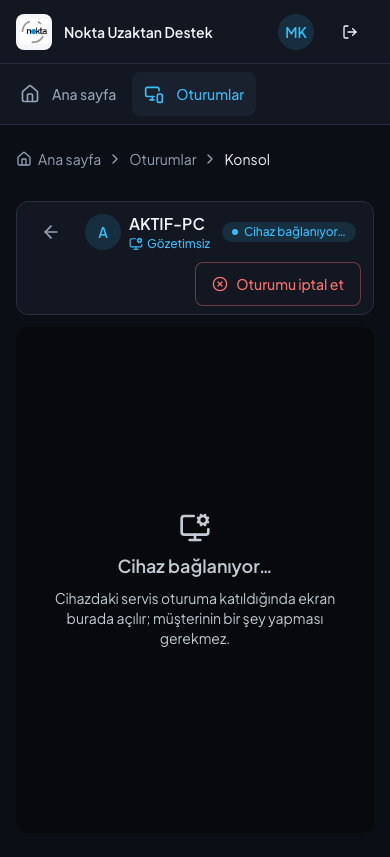 nokta
Nokta Uzaktan Destek
MK
Ana sayfa
Oturumlar
Ana sayfa
Oturumlar
Konsol
A
AKTIF-PC
Gözetimsiz
Cihaz bağlanıyor…
Oturumu iptal et
Cihaz bağlanıyor…
Cihazdaki servis oturuma katıldığında ekran
burada açılır; müşterinin bir şey yapması
gerekmez.